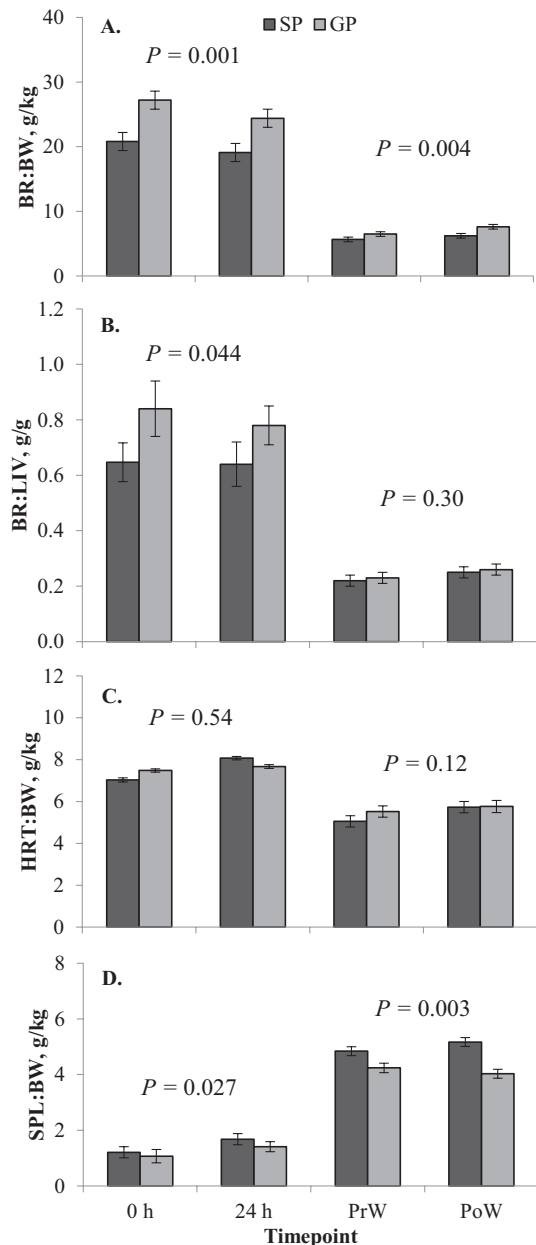 A.
SP GP
P = 0.001
P = 0.004
BR:BW, g/kg
40
30
20
10
0
B.
P = 0.044
P = 0.30
BR:LIV, g/g
1.2
1.0
0.8
0.6
0.4
0.2
0.0
C.
P = 0.54
P = 0.12
HRT:BW, g/kg
12
10
8
6
4
2
0
D.
P = 0.003
P = 0.027
SPL:BW, g/kg
8
6
4
2
0
0 h 24 h PrW PoW
Timepoint